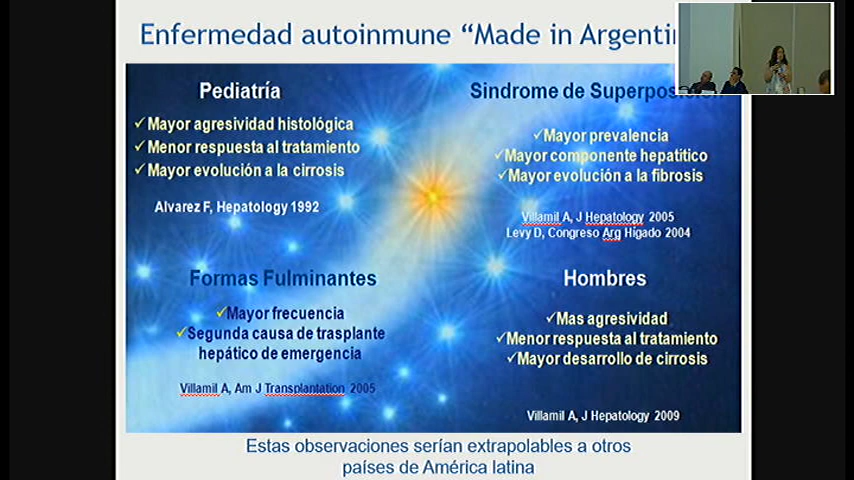 Enfermedad autoinmune “Made in Argentin
Pediatría
✓Mayor agresividad histológica
✓Menor respuesta al tratamiento
✓Mayor evolución a la cirrosis
Alvarez F, Hepatology 1992
Sindrome de Superposición
✓Mayor prevalencia
✓Mayor componente hepatítico
✓Mayor evolución a la fibrosis
Villamil A, J Hepatology 2005
Levy D, Congreso Arg Hígado 2004
Formas Fulminantes
✓Mayor frecuencia
✓Segunda causa de trasplante
hepático de emergencia
Villamil A, Am J Transplantation 2005
Hombres
✓Mas agresividad
✓Menor respuesta al tratamiento
✓Mayor desarrollo de cirrosis
Villamil A, J Hepatology 2009
Estas observaciones serían extrapolables a otros
países de América latina